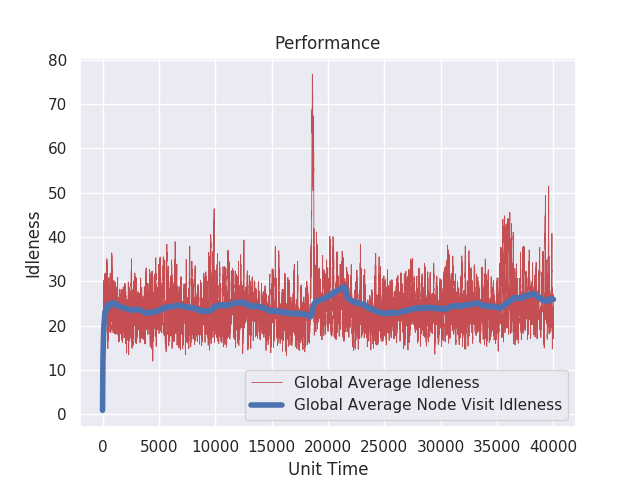 Performance
Idleness
80
70
60
50
40
30
20
10
0
Global Average Idleness
Global Average Node Visit Idleness
0 5000 10000 15000 20000 25000 30000 35000 40000
Unit Time